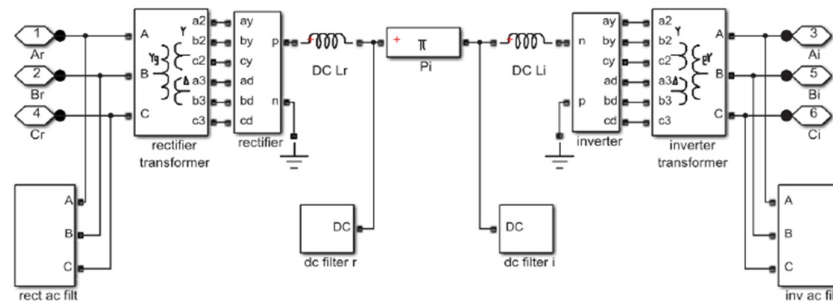 1
Ar
2
Br
4
Cr
A
B
C
Yg
Y
Δ
a2
b2
c2
a3
b3
c3
rectifier
transformer
ay
by
cy
ad
bd
cd
p
n
rectifier
+
DC Lr
+
π
Pi
+
DC Li
n
p
ay
by
cy
ad
bd
cd
inverter
a2
b2
c2
a3
b3
c3
Y
Δ
A
B
C
inverter
transformer
3
Ai
5
Bi
6
Ci
A
B
C
rect ac filt
DC
dc filter r
DC
dc filter i
A
B
C
inv ac fil